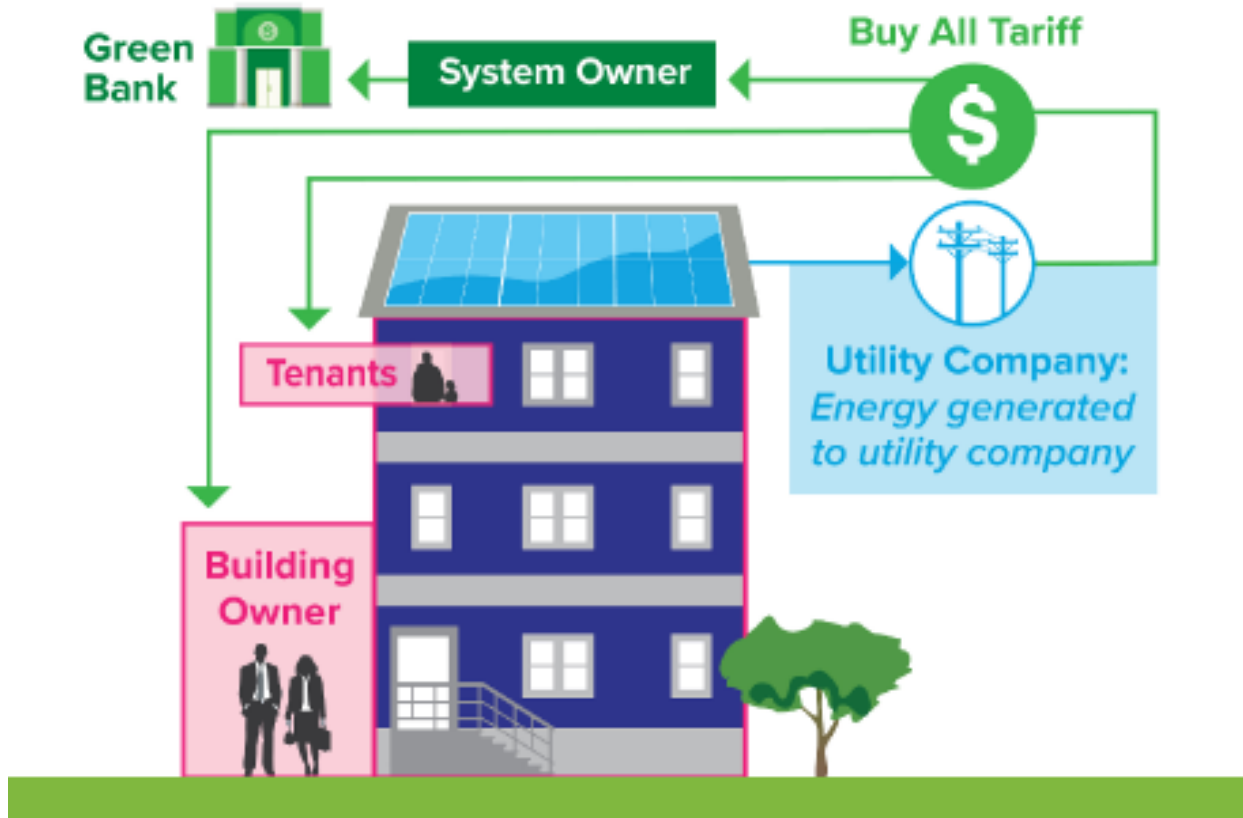 Green
Bank
System Owner
Buy All Tariff
$
Tenants
Utility Company:
Energy generated
to utility company
Building
Owner